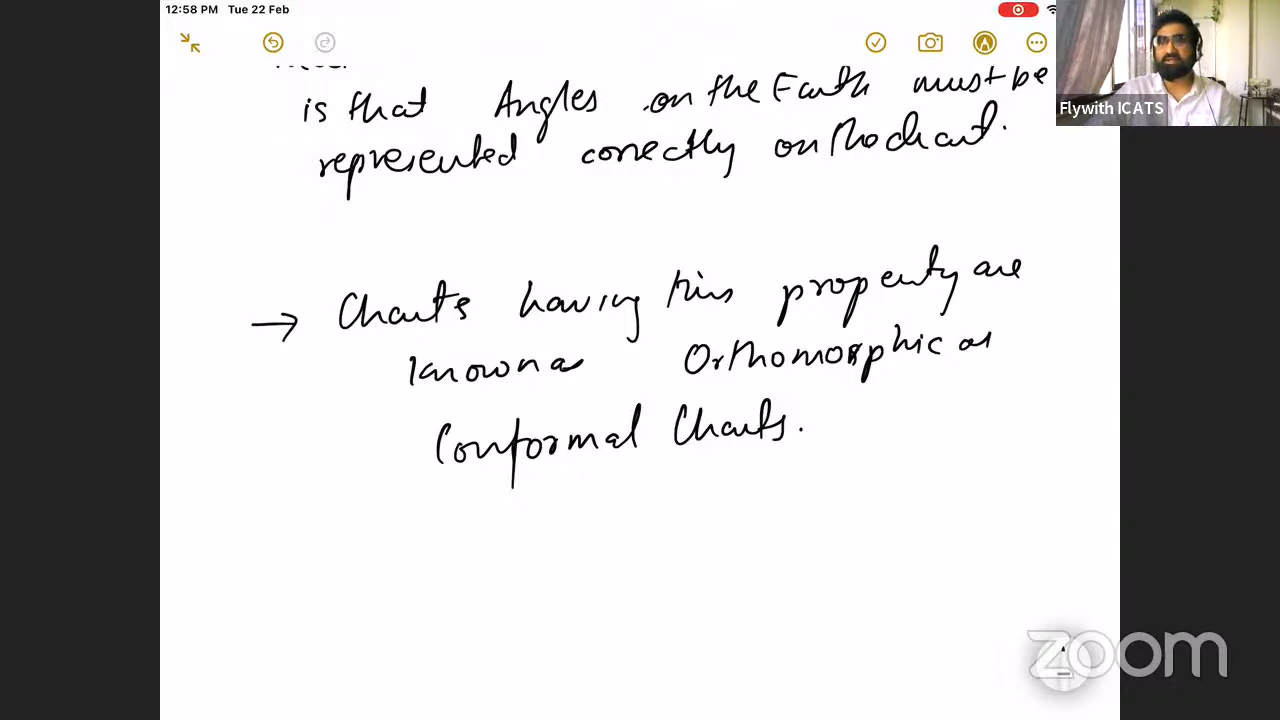 12:58 PM Tue 22 Feb
Flywith ICATS
is that Angles on the Earth must be
represented correctly on the chart.
→ Charts having this property are
known as Orthomorphic or
Conformal Charts.
zoom